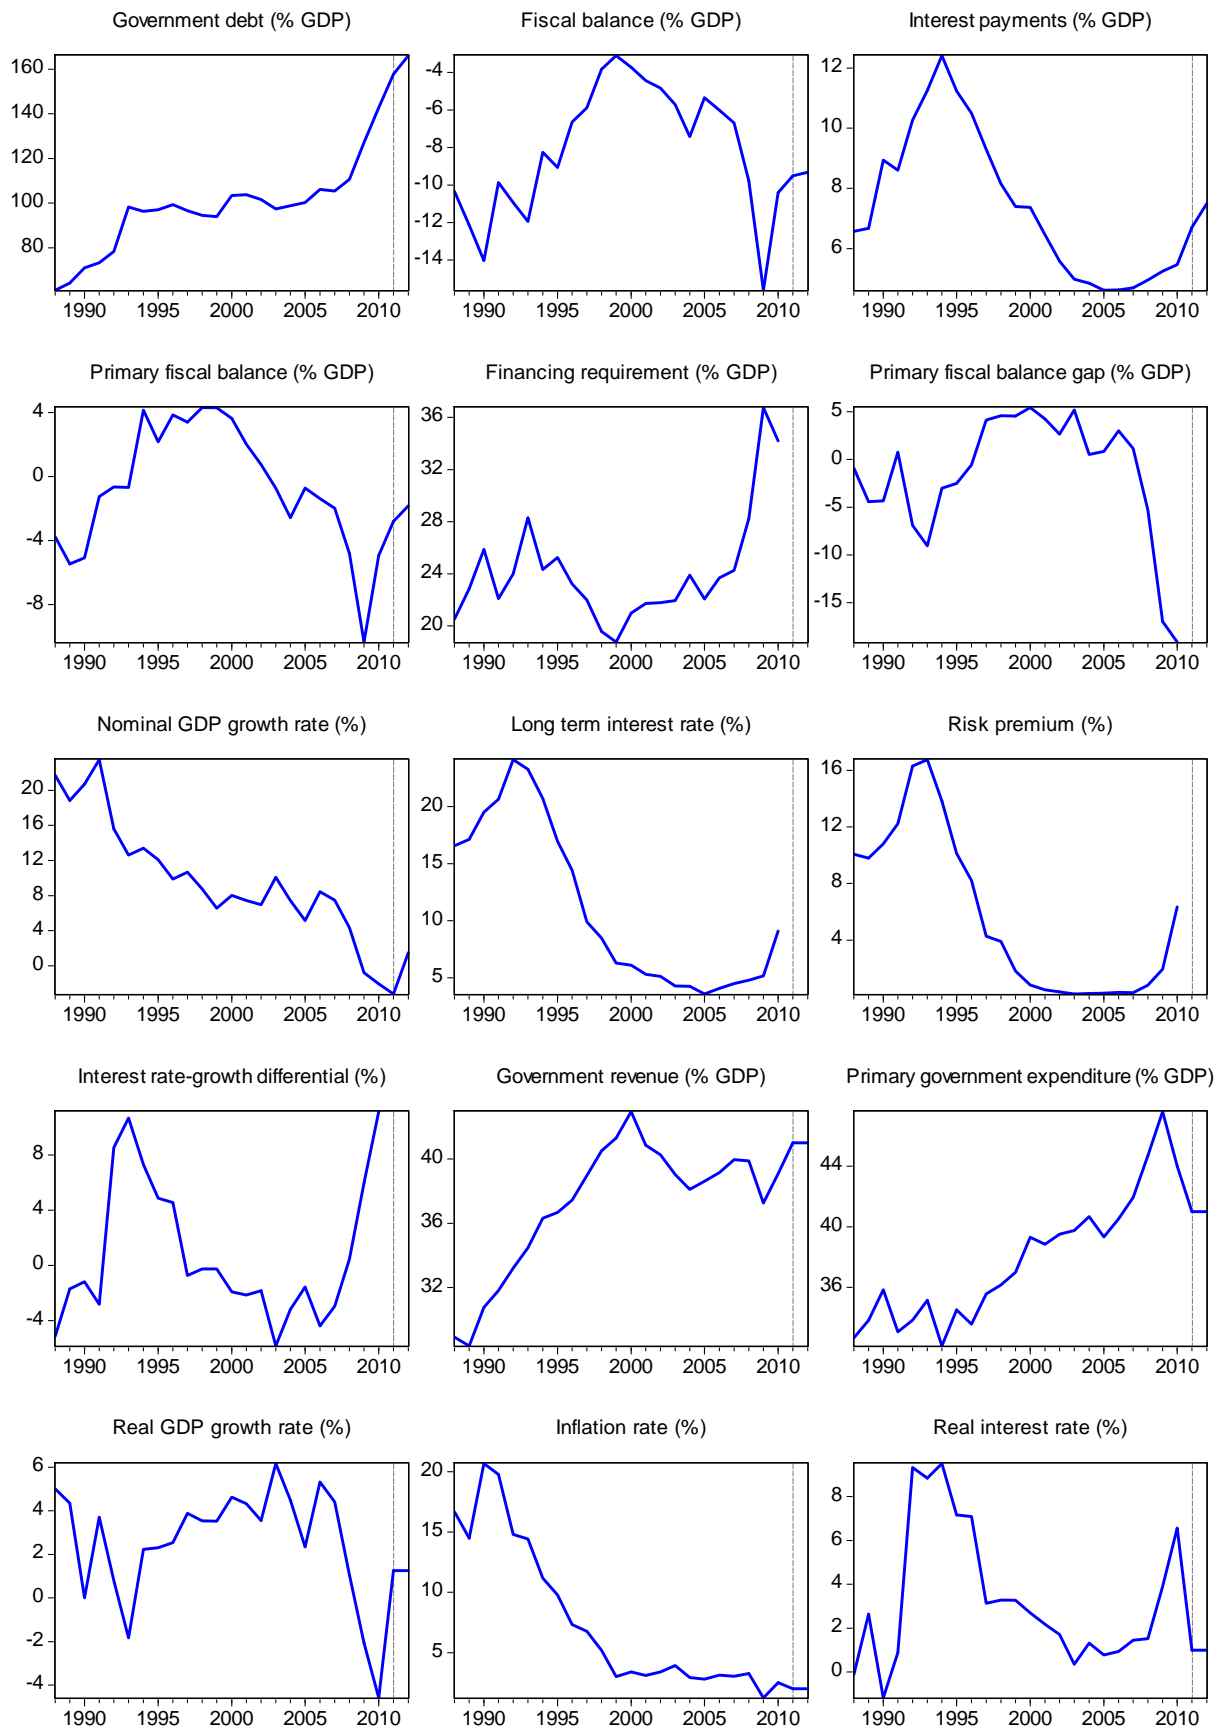 Government debt (% GDP)
Fiscal balance (% GDP)
Interest payments (% GDP)
160
140
120
100
80
1990 1995 2000 2005 2010
-4
-6
-8
-10
-12
-14
1990 1995 2000 2005 2010
12
10
8
6
1990 1995 2000 2005 2010
Primary fiscal balance (% GDP)
Financing requirement (% GDP)
Primary fiscal balance gap (% GDP)
4
0
-4
-8
1990 1995 2000 2005 2010
36
32
28
24
20
1990 1995 2000 2005 2010
5
0
-5
-10
-15
1990 1995 2000 2005 2010
Nominal GDP growth rate (%)
Long term interest rate (%)
Risk premium (%)
20
16
12
8
4
0
1990 1995 2000 2005 2010
20
15
10
5
1990 1995 2000 2005 2010
16
12
8
4
1990 1995 2000 2005 2010
Interest rate-growth differential (%)
Government revenue (% GDP)
Primary government expenditure (% GDP)
8
4
0
-4
1990 1995 2000 2005 2010
40
36
32
1990 1995 2000 2005 2010
44
40
36
1990 1995 2000 2005 2010
Real GDP growth rate (%)
Inflation rate (%)
Real interest rate (%)
6
4
2
0
-2
-4
1990 1995 2000 2005 2010
20
15
10
5
1990 1995 2000 2005 2010
8
6
4
2
0
1990 1995 2000 2005 2010